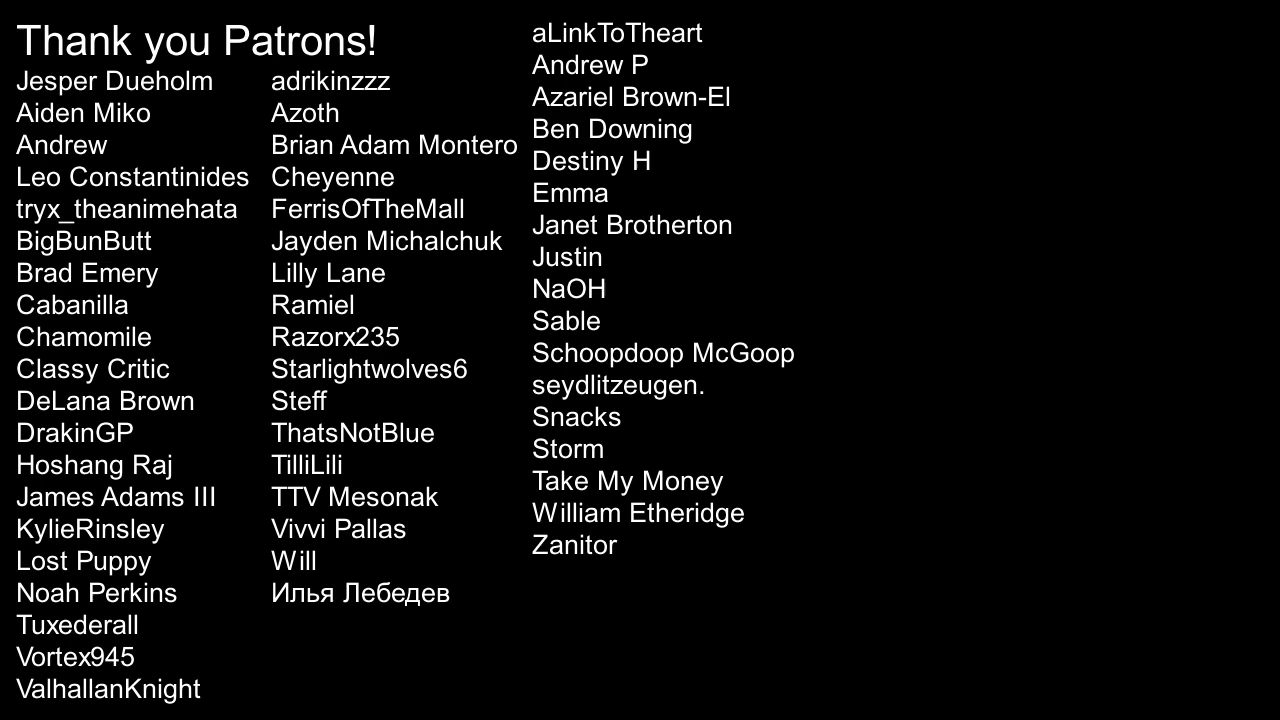 Thank you Patrons!
Jesper Dueholm
Aiden Miko
Andrew
Leo Constantinides
tryx_theanimehata
BigBunButt
Brad Emery
Cabanilla
Chamomile
Classy Critic
DeLana Brown
DrakinGP
Hoshang Raj
James Adams III
KylieRinsley
Lost Puppy
Noah Perkins
Tuxederall
Vortex945
ValhallanKnight
adrikinzzz
Azoth
Brian Adam Montero
Cheyenne
FerrisOfTheMall
Jayden Michalchuk
Lilly Lane
Ramiel
Razorx235
Starlightwolves6
Steff
ThatsNotBlue
TilliLili
TTV Mesonak
Vivvi Pallas
Will
Илья Лебедев
aLinkToTheart
Andrew P
Azariel Brown-El
Ben Downing
Destiny H
Emma
Janet Brotherton
Justin
NaOH
Sable
Schoopdoop McGoop
seydlitzeugen.
Snacks
Storm
Take My Money
William Etheridge
Zanitor